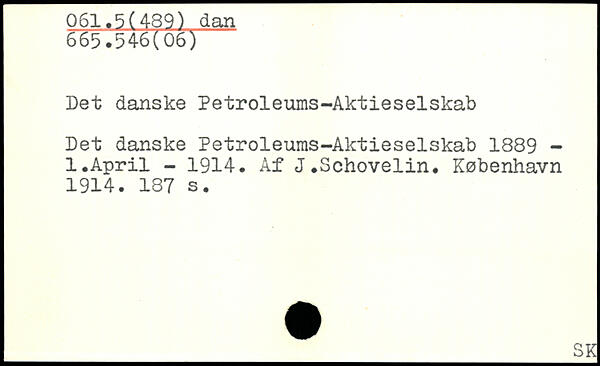 061.5(489) dan
665.546(06)
Det danske Petroleums-Aktieselskab
Det danske Petroleums-Aktieselskab 1889 -
1.April - 1914. Af J.Schovelin. København
1914. 187 s.
SK